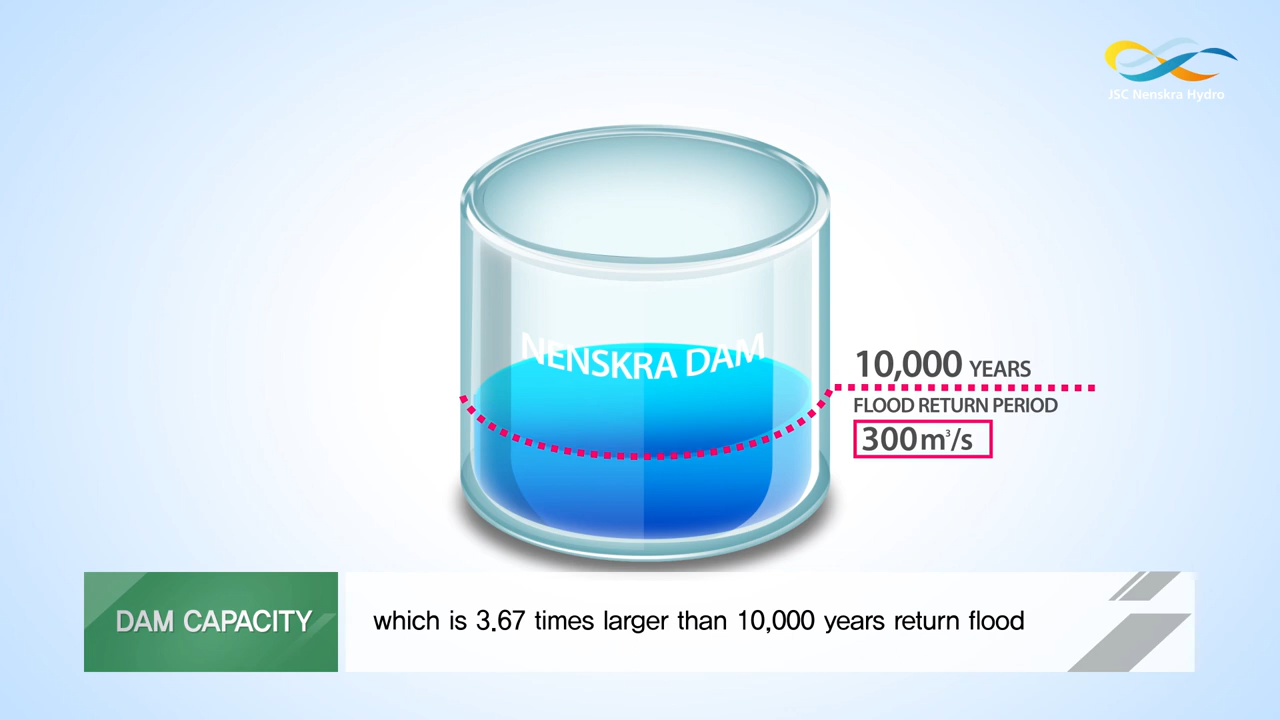 JSC Nenskra Hydro
NENSKRA DAM
10,000 YEARS
FLOOD RETURN PERIOD
300m³/s
DAM CAPACITY
which is 3.67 times larger than 10,000 years return flood